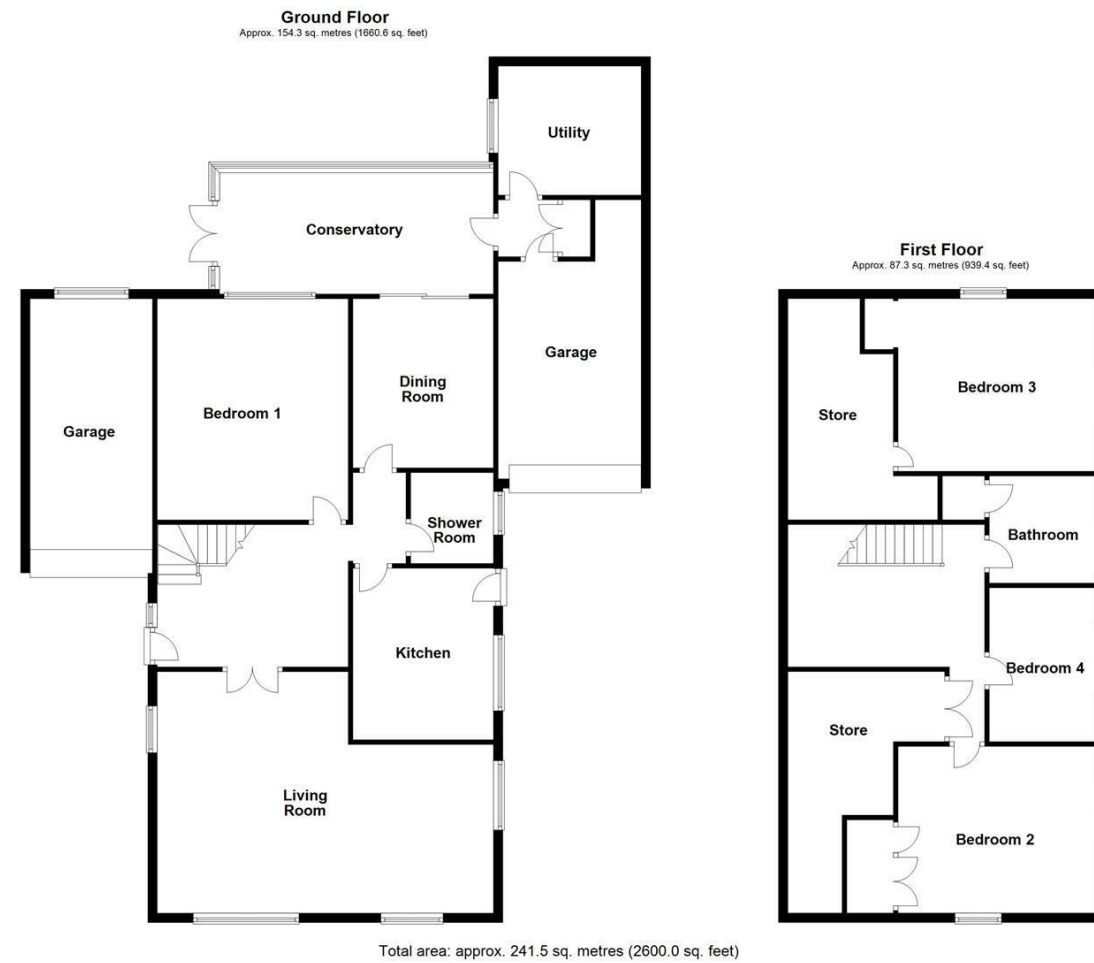 Ground Floor
Approx. 154.3 sq. metres (1660.6 sq. feet)
Utility
Conservatory
Garage
Dining
Room
Bedroom 1
Garage
Shower
Room
Kitchen
Living
Room
First Floor
Approx. 87.3 sq. metres (939.4 sq. feet)
Bedroom 3
Store
Bathroom
Bedroom 4
Store
Bedroom 2
Total area: approx. 241.5 sq. metres (2600.0 sq. feet)